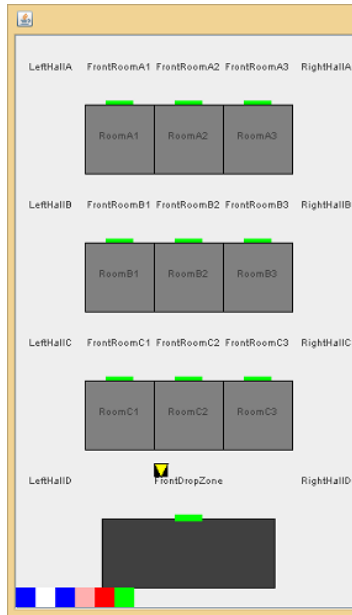 LeftHallA FrontRoomA1 FrontRoomA2 FrontRoomA3 RightHallA
RoomA1 RoomA2 RoomA3
LeftHallB FrontRoomB1 FrontRoomB2 FrontRoomB3 RightHallB
RoomB1 RoomB2 RoomB3
LeftHallC FrontRoomC1 FrontRoomC2 FrontRoomC3 RightHallC
RoomC1 RoomC2 RoomC3
LeftHallD FrontDropZone RightHallD